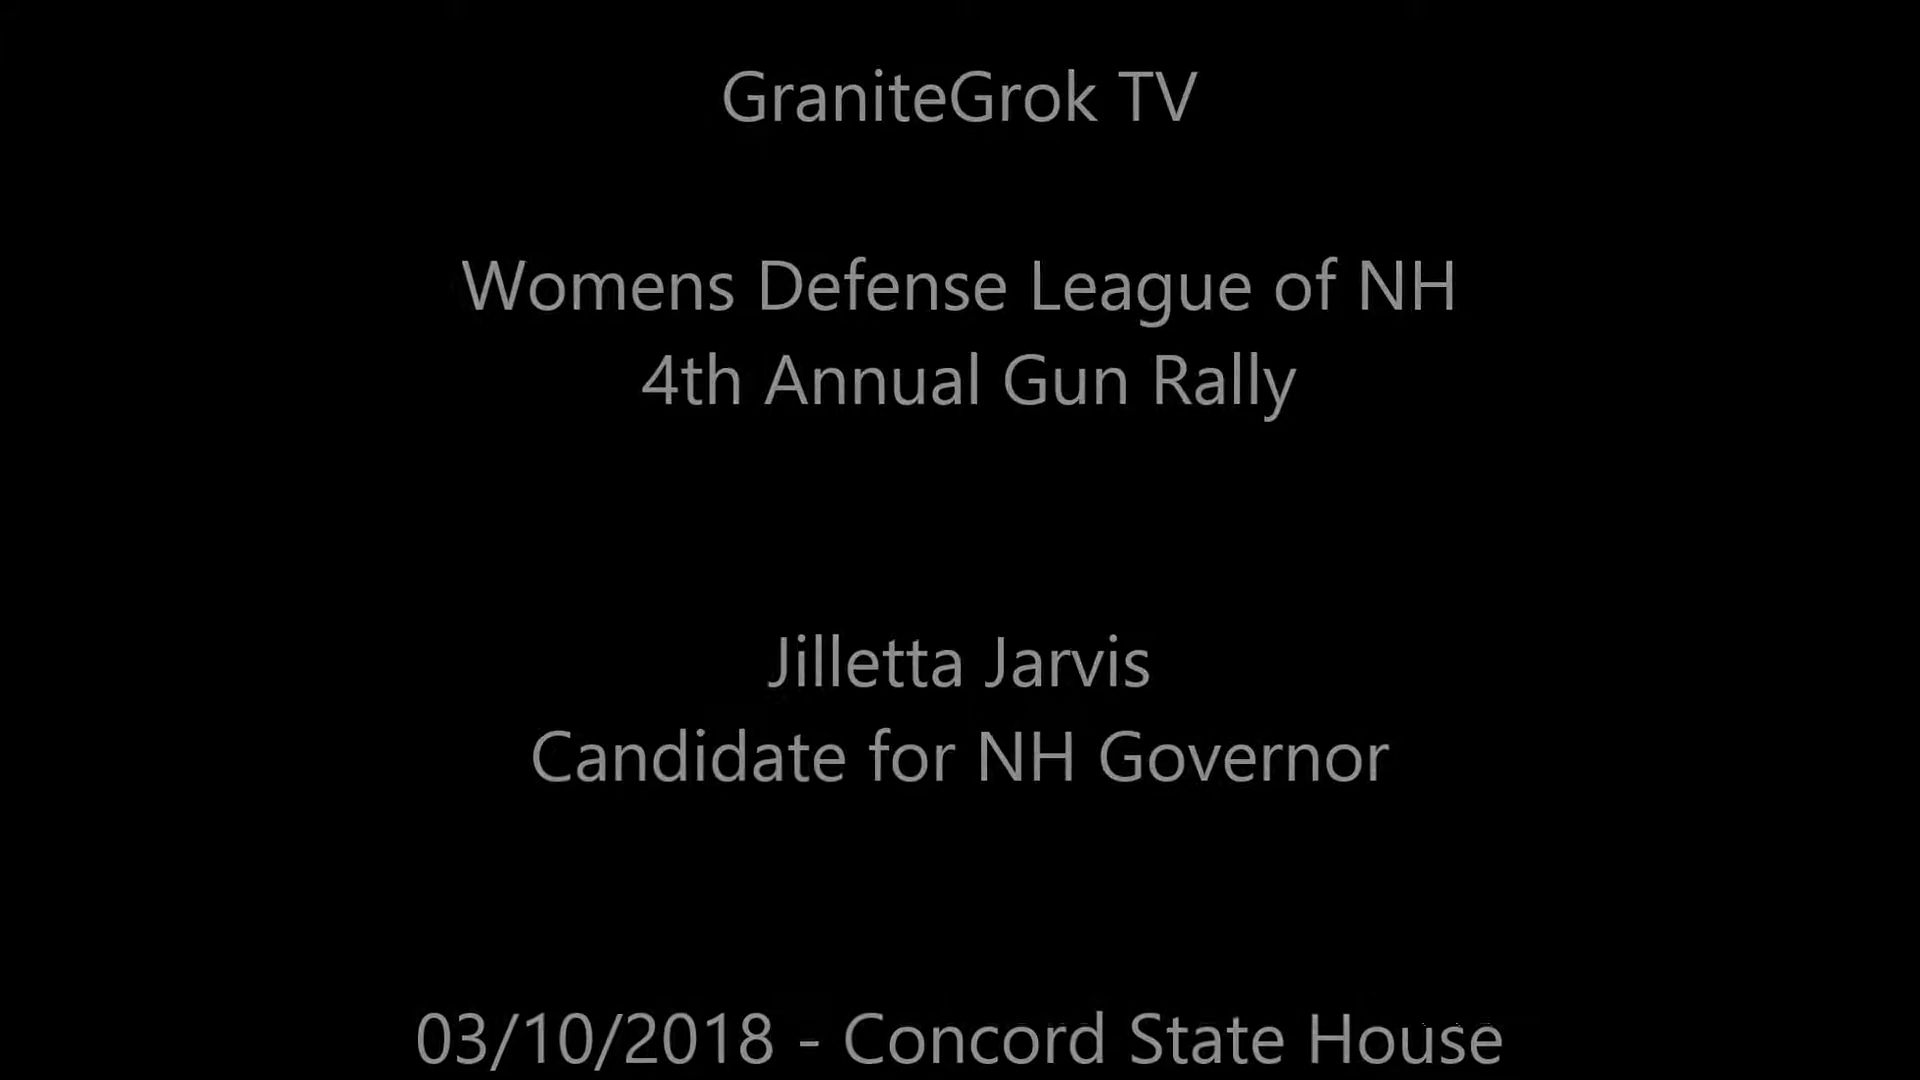 GraniteGrok TV
Womens Defense League of NH
4th Annual Gun Rally
Jilletta Jarvis
Candidate for NH Governor
03/10/2018 - Concord State House